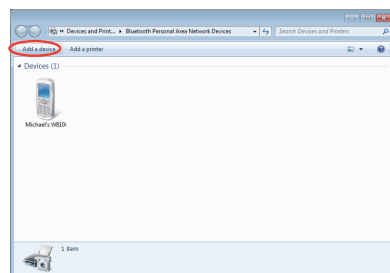 « Devices and Print... ▸ Bluetooth Personal Area Network Devices
Search Devices and Printers
Add a device
Add a printer
Devices (1)
Michael's W810i
1 item